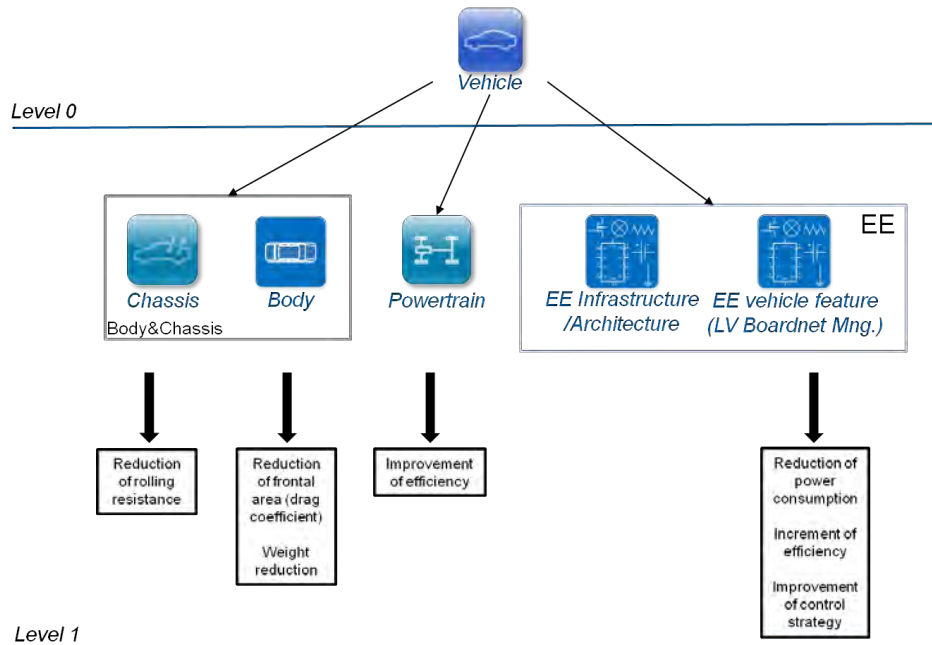 Vehicle
Level 0
Chassis
Body
Body&Chassis
Powertrain
EE
EE Infrastructure
/Architecture
EE vehicle feature
(LV Boardnet Mng.)
Reduction
of rolling
resistance
Reduction
of frontal
area (drag
coefficient)
Weight
reduction
Improvement
of efficiency
Reduction of
power
consumption
Increment of
efficiency
Improvement
of control
strategy
Level 1